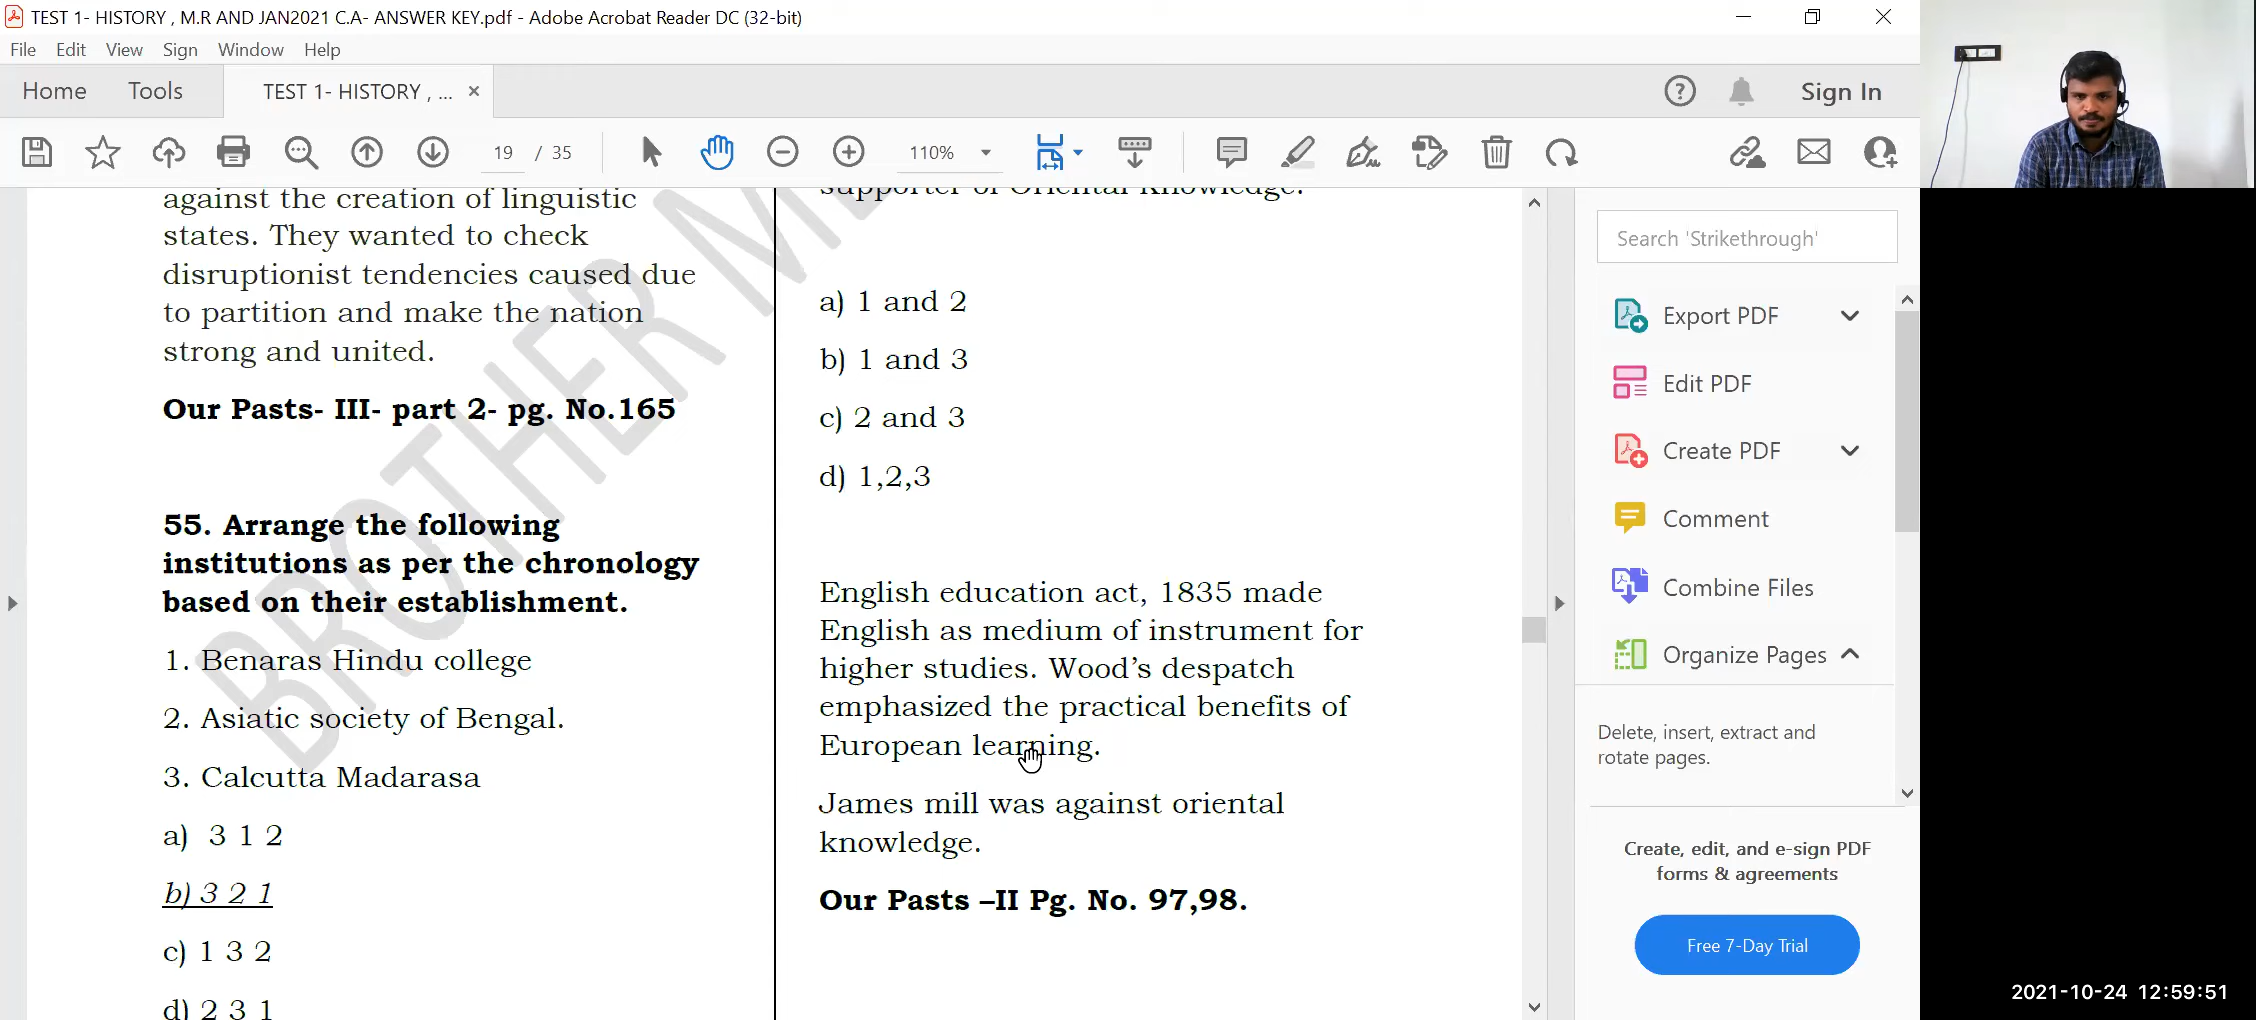 TEST 1- HISTORY , M.R AND JAN2021 C.A- ANSWER KEY.pdf - Adobe Acrobat Reader DC (32-bit)
File Edit View Sign Window Help
Home Tools TEST 1- HISTORY , ... × Sign In
19 / 35 110%
against the creation of linguistic
states. They wanted to check
disruptionist tendencies caused due
to partition and make the nation
strong and united.
Our Pasts- III- part 2- pg. No.165
55. Arrange the following
institutions as per the chronology
based on their establishment.
1. Benaras Hindu college
2. Asiatic society of Bengal.
3. Calcutta Madarasa
a) 3 1 2
b) 3 2 1
c) 1 3 2
d) 2 3 1
supporter of Oriental Knowledge.
a) 1 and 2
b) 1 and 3
c) 2 and 3
d) 1,2,3
English education act, 1835 made
English as medium of instrument for
higher studies. Wood’s despatch
emphasized the practical benefits of
European learning.
James mill was against oriental
knowledge.
Our Pasts –II Pg. No. 97,98.
BROTHER
Search 'Strikethrough'
Export PDF
Edit PDF
Create PDF
Comment
Combine Files
Organize Pages
Delete, insert, extract and
rotate pages.
Create, edit, and e-sign PDF
forms & agreements
Free 7-Day Trial
2021-10-24 12:59:51